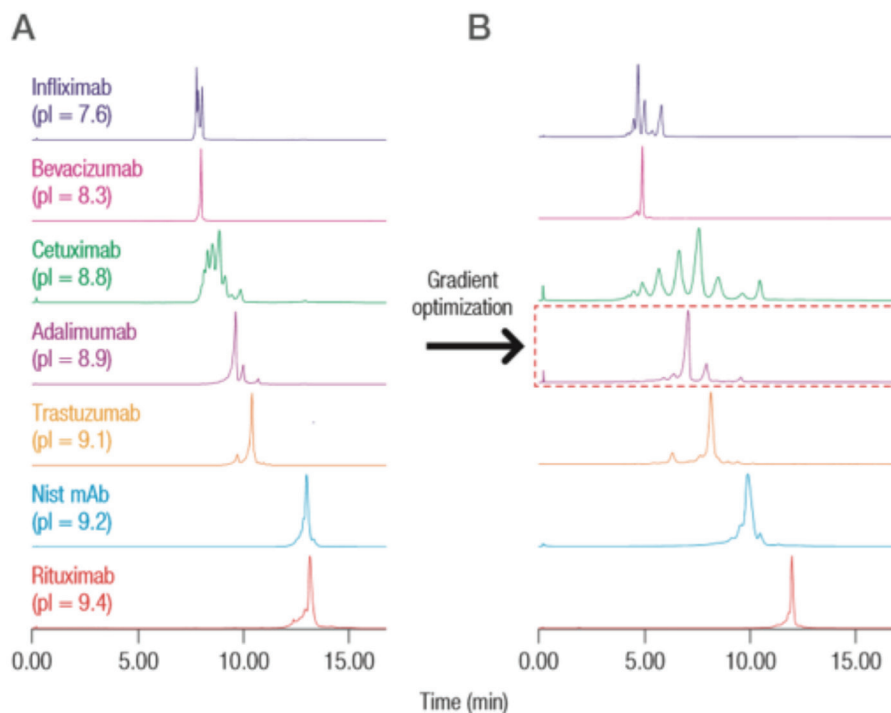 A
B
Infliximab
(pI = 7.6)
Bevacizumab
(pI = 8.3)
Cetuximab
(pI = 8.8)
Gradient
optimization
Adalimumab
(pI = 8.9)
Trastuzumab
(pI = 9.1)
Nist mAb
(pI = 9.2)
Rituximab
(pI = 9.4)
0.00 5.00 10.00 15.00
0.00 5.00 10.00 15.00
Time (min)